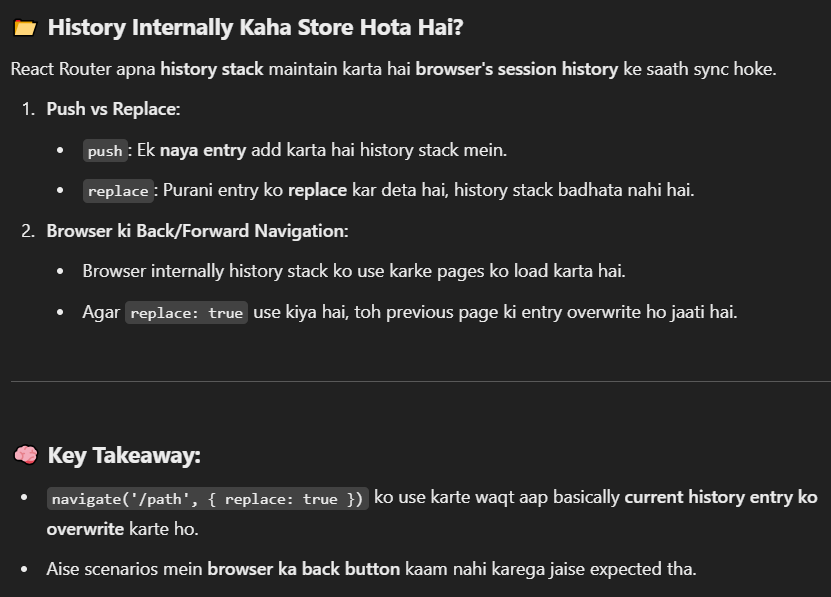 📂 History Internally Kaha Store Hota Hai?
React Router apna history stack maintain karta hai browser's session history ke saath sync hoke.
1. Push vs Replace:
• push: Ek naya entry add karta hai history stack mein.
• replace: Purani entry ko replace kar deta hai, history stack badhata nahi hai.
2. Browser ki Back/Forward Navigation:
• Browser internally history stack ko use karke pages ko load karta hai.
• Agar replace: true use kiya hai, toh previous page ki entry overwrite ho jaati hai.
🧠 Key Takeaway:
• navigate('/path', { replace: true }) ko use karte waqt aap basically current history entry ko
overwrite karte ho.
• Aise scenarios mein browser ka back button kaam nahi karega jaise expected tha.